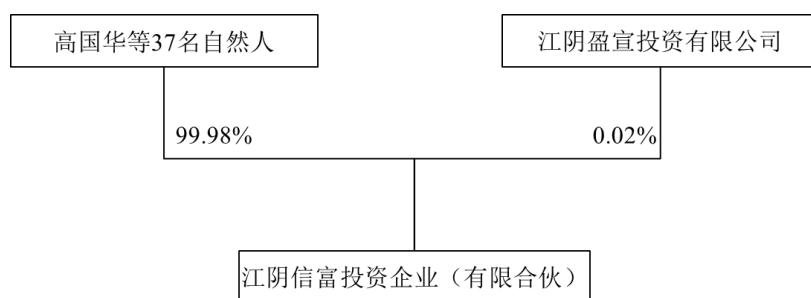 高国华等37名自然人
江阴盈宣投资有限公司
99.98%
0.02%
江阴信富投资企业（有限合伙）